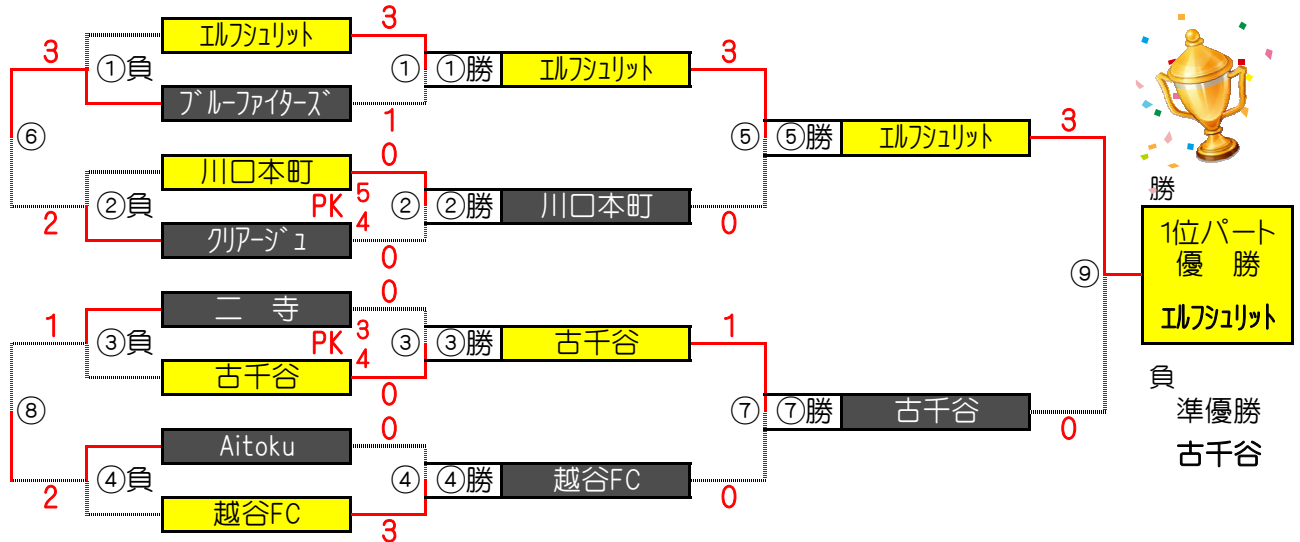 3
エルフシュリット
3
①負
①
①勝
エルフシュリット
3
ブルーファイターズ
1
⑥
⑤
⑤勝
エルフシュリット
3
0
川口本町
5
②負
PK
②
②勝
川口本町
2
4
0
クリアージュ
0
勝
1位パート
優　勝
エルフシュリット
⑨
0
二　寺
1
3
③負
PK
③
③勝
古千谷
1
4
古千谷
0
負
準優勝
古千谷
⑧
⑦
⑦勝
古千谷
0
0
Aitoku
④負
④
④勝
越谷FC
2
0
越谷FC
3